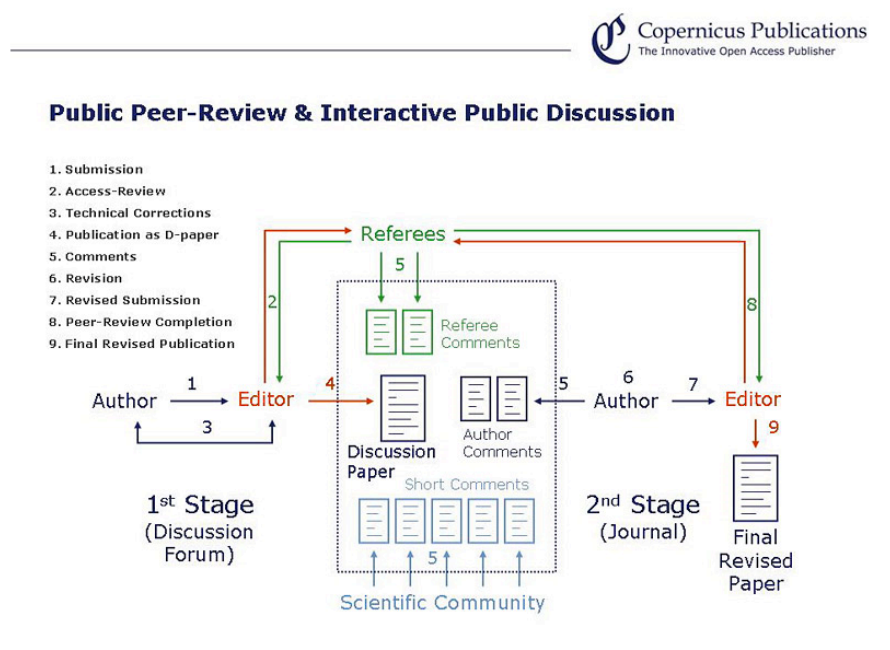 Copernicus Publications
The Innovative Open Access Publisher
Public Peer-Review & Interactive Public Discussion
1. Submission
2. Access-Review
3. Technical Corrections
4. Publication as D-paper
5. Comments
6. Revision
7. Revised Submission
8. Peer-Review Completion
9. Final Revised Publication
Referees
5
2
8
Referee
Comments
1
4
5
6
7
Author
Editor
Author
Editor
3
9
Discussion
Paper
Author
Comments
Short Comments
1st Stage
(Discussion
Forum)
2nd Stage
(Journal)
Final
Revised
Paper
5
Scientific Community